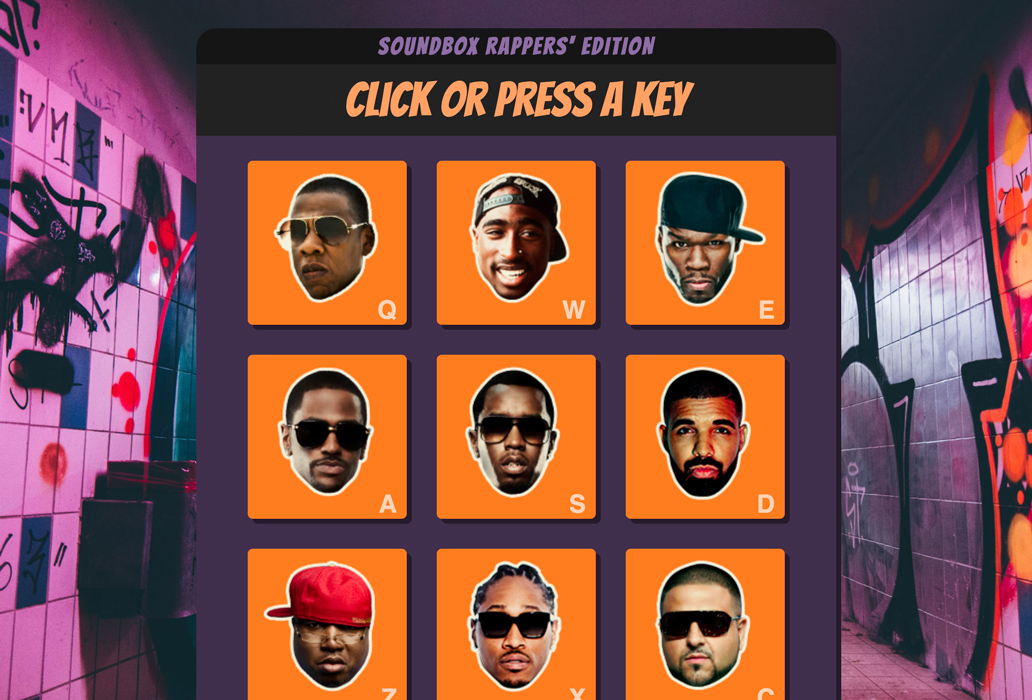 SOUNDBOX RAPPERS' EDITION
CLICK OR PRESS A KEY
Q W E
A S D
Z X C